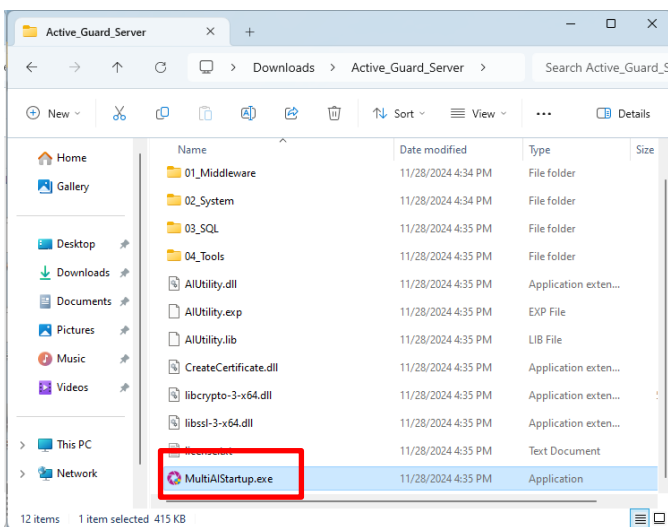 Active_Guard_Server
Downloads > Active_Guard_Server >
Search Active_Guard_S
New
Sort
View
Details
Name Date modified Type Size
Home
Gallery
Desktop
Downloads
Documents
Pictures
Music
Videos
This PC
Network
01_Middleware 11/28/2024 4:34 PM File folder
02_System 11/28/2024 4:34 PM File folder
03_SQL 11/28/2024 4:35 PM File folder
04_Tools 11/28/2024 4:35 PM File folder
AIUtility.dll 11/28/2024 4:35 PM Application exten...
AIUtility.exp 11/28/2024 4:35 PM EXP File
AIUtility.lib 11/28/2024 4:35 PM LIB File
CreateCertificate.dll 11/28/2024 4:35 PM Application exten...
libcrypto-3-x64.dll 11/28/2024 4:35 PM Application exten...
libssl-3-x64.dll 11/28/2024 4:35 PM Application exten...
11/28/2024 4:35 PM Text Document
MultiAIStartup.exe 11/28/2024 4:35 PM Application
12 items 1 item selected 415 KB